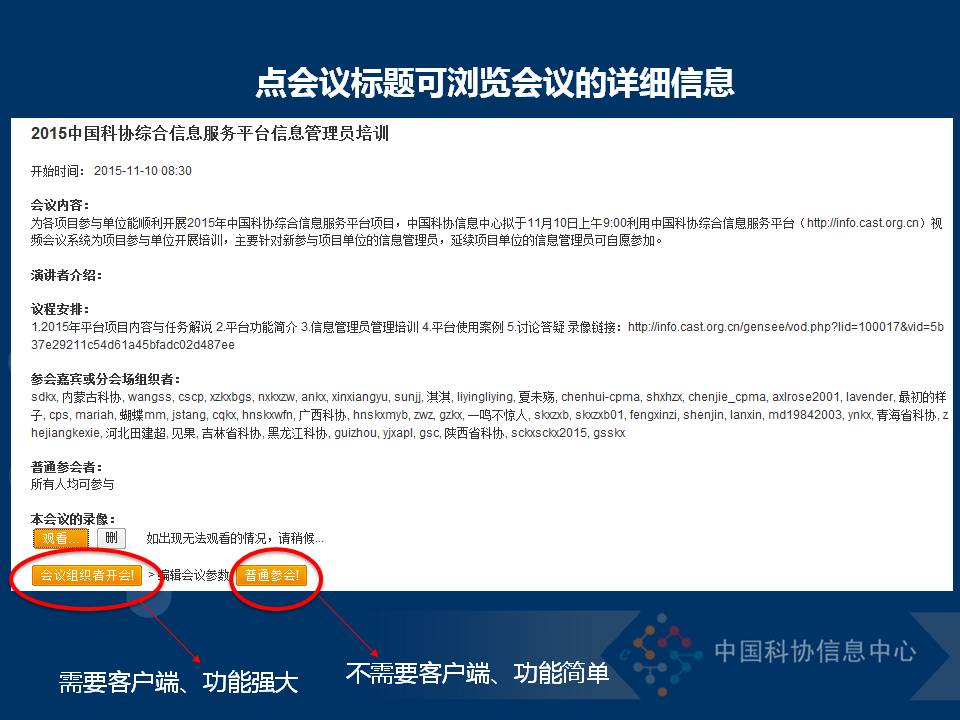 点会议标题可浏览会议的详细信息
2015中国科协综合信息服务平台信息管理员培训
开始时间： 2015-11-10 08:30
会议内容：
为各项目参与单位能顺利开展2015年中国科协综合信息服务平台项目，中国科协信息中心拟于11月10日上午9:00利用中国科协综合信息服务平台（http://info.cast.org.cn）视
频会议系统为项目参与单位开展培训，主要针对新参与项目单位的信息管理员，延续项目单位的信息管理员可自愿参加。
演讲者介绍：
议程安排：
1.2015年平台项目内容与任务解说 2.平台功能简介 3.信息管理员管理培训 4.平台使用案例 5.讨论答疑 录像链接：http://info.cast.org.cn/gensee/vod.php?lid=100017&vid=5b
37e29211c54d61a45bfadc02d487ee
参会嘉宾或分会场组织者：
sdkx, 内蒙古科协, wangss, cscp, xzkxbgs, nxkxzw, ankx, xinxiangyu, sunjj, 淇淇, liyingliying, 夏未殇, chenhui-cpma, shxhzx, chenjie_cpma, axlrose2001, lavender, 最初的样
子, cps, mariah, 蝴蝶mm, jstang, cqkx, hnskxwfn, 广西科协, hnskxmyb, zwz, gzkx, 一鸣不惊人, skxzxb, skxzxb01, fengxinzi, shenjin, lanxin, md19842003, ynkx, 青海省科协, z
hejiangkexie, 河北田建超, 见果, 吉林省科协, 黑龙江科协, guizhou, yjxapl, gsc, 陕西省科协, sckxsckx2015, gsskx
普通参会者：
所有人均可参与
本会议的录像：
观看... 删 如出现无法观看的情况，请稍候...
会议组织者开会! > 编辑会议参数 普通参会!
需要客户端、功能强大
不需要客户端、功能简单
中国科协信息中心